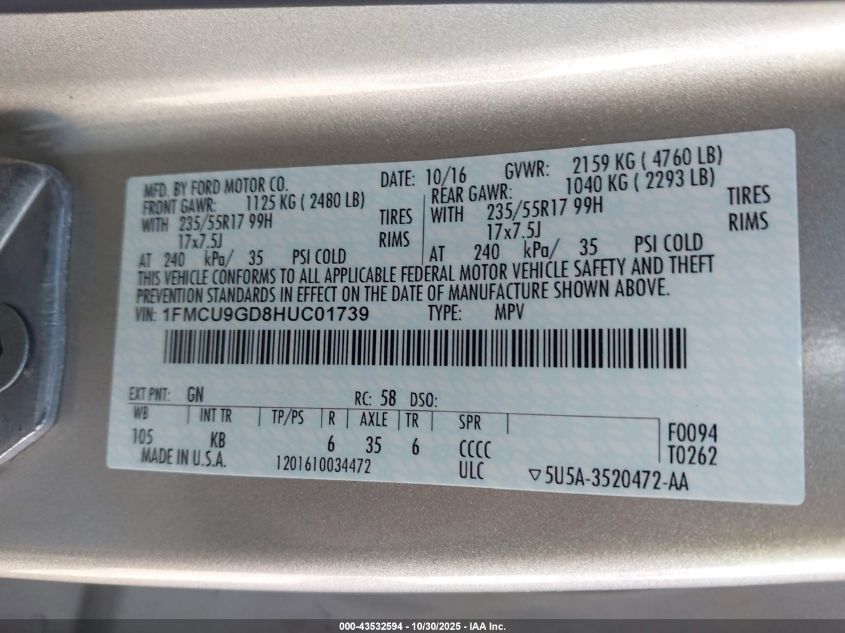 MFD. BY FORD MOTOR CO. DATE: 10/16 GVWR: 2159 KG ( 4760 LB)
FRONT GAWR: 1125 KG ( 2480 LB) REAR GAWR: 1040 KG ( 2293 LB)
WITH 235/55R17 99H TIRES WITH 235/55R17 99H TIRES
17x7.5J RIMS 17x7.5J RIMS
AT 240 kPa/ 35 PSI COLD AT 240 kPa/ 35 PSI COLD
THIS VEHICLE CONFORMS TO ALL APPLICABLE FEDERAL MOTOR VEHICLE SAFETY AND THEFT
PREVENTION STANDARDS IN EFFECT ON THE DATE OF MANUFACTURE SHOWN ABOVE.
VIN: 1FMCU9GD8HUC01739 TYPE: MPV
EXT PNT: GN RC: 58 DSO:
WB INT TR TP/PS R AXLE TR SPR
105 KB 6 35 6 CCCC F0094
MADE IN U.S.A. 1201610034472 ULC T0262
▽5U5A-3520472-AA
000-43532594 - 10/30/2025 - IAA Inc.